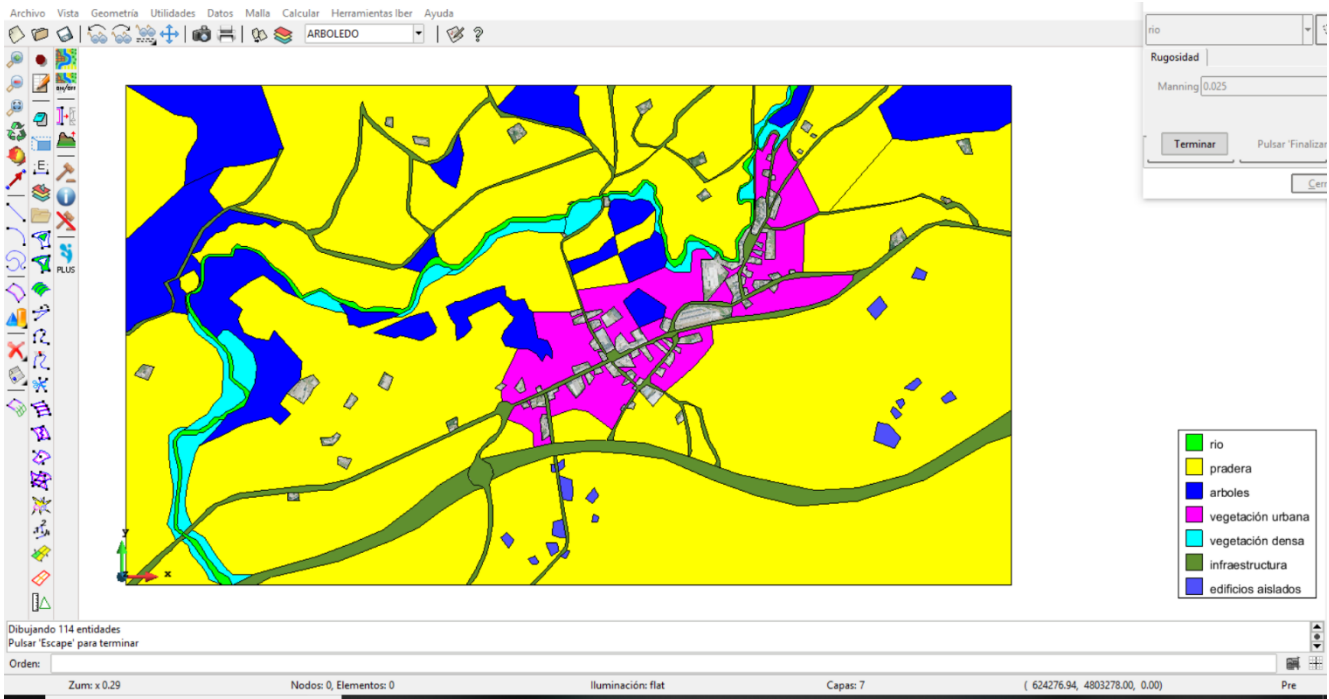 Archivo Vista Geometría Utilidades Datos Malla Calcular Herramientas Iber Ayuda
ARBOLEDO
rio
Rugosidad
Manning 0.025
Terminar Pulsar 'Finalizar
Cerr
PLUS
E
y
x
rio
pradera
arboles
vegetación urbana
vegetación densa
infraestructura
edificios aislados
Dibujando 114 entidades
Pulsar 'Escape' para terminar
Orden:
Zum: x 0.29 Nodos: 0, Elementos: 0 Iluminación: flat Capas: 7 ( 624276.94, 4803278.00, 0.00) Pre